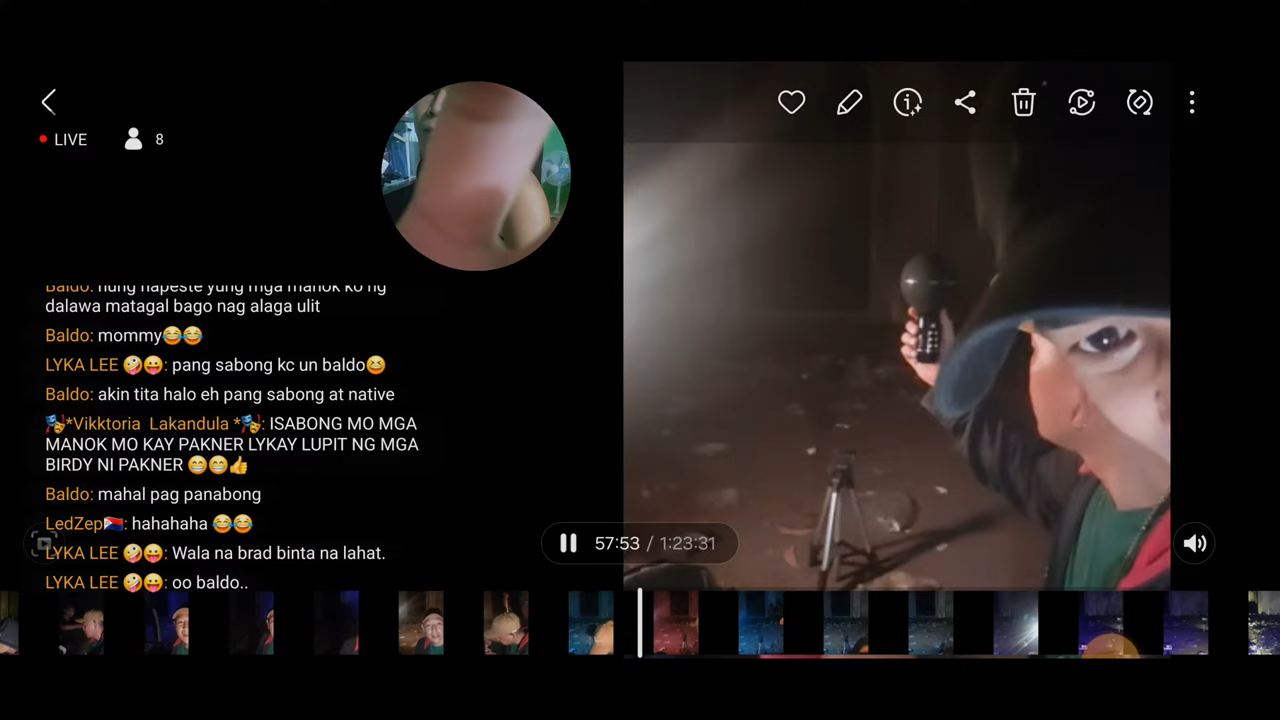 LIVE 8
Baldo: nung napeste yung mga manok ko ng
dalawa matagal bago nag alaga ulit
Baldo: mommy😂😂
LYKA LEE 🤪😛: pang sabong kc un baldo😆
Baldo: akin tita halo eh pang sabong at native
🎭*Vikktoria Lakandula *🎭: ISABONG MO MGA
MANOK MO KAY PAKNER LYKAY LUPIT NG MGA
BIRDY NI PAKNER 😁😁👍
Baldo: mahal pag panabong
LedZep🇵🇭: hahahaha 😂😂
LYKA LEE 🤪😛: Wala na brad binta na lahat.
LYKA LEE 🤪😛: oo baldo..
57:53 / 1:23:31